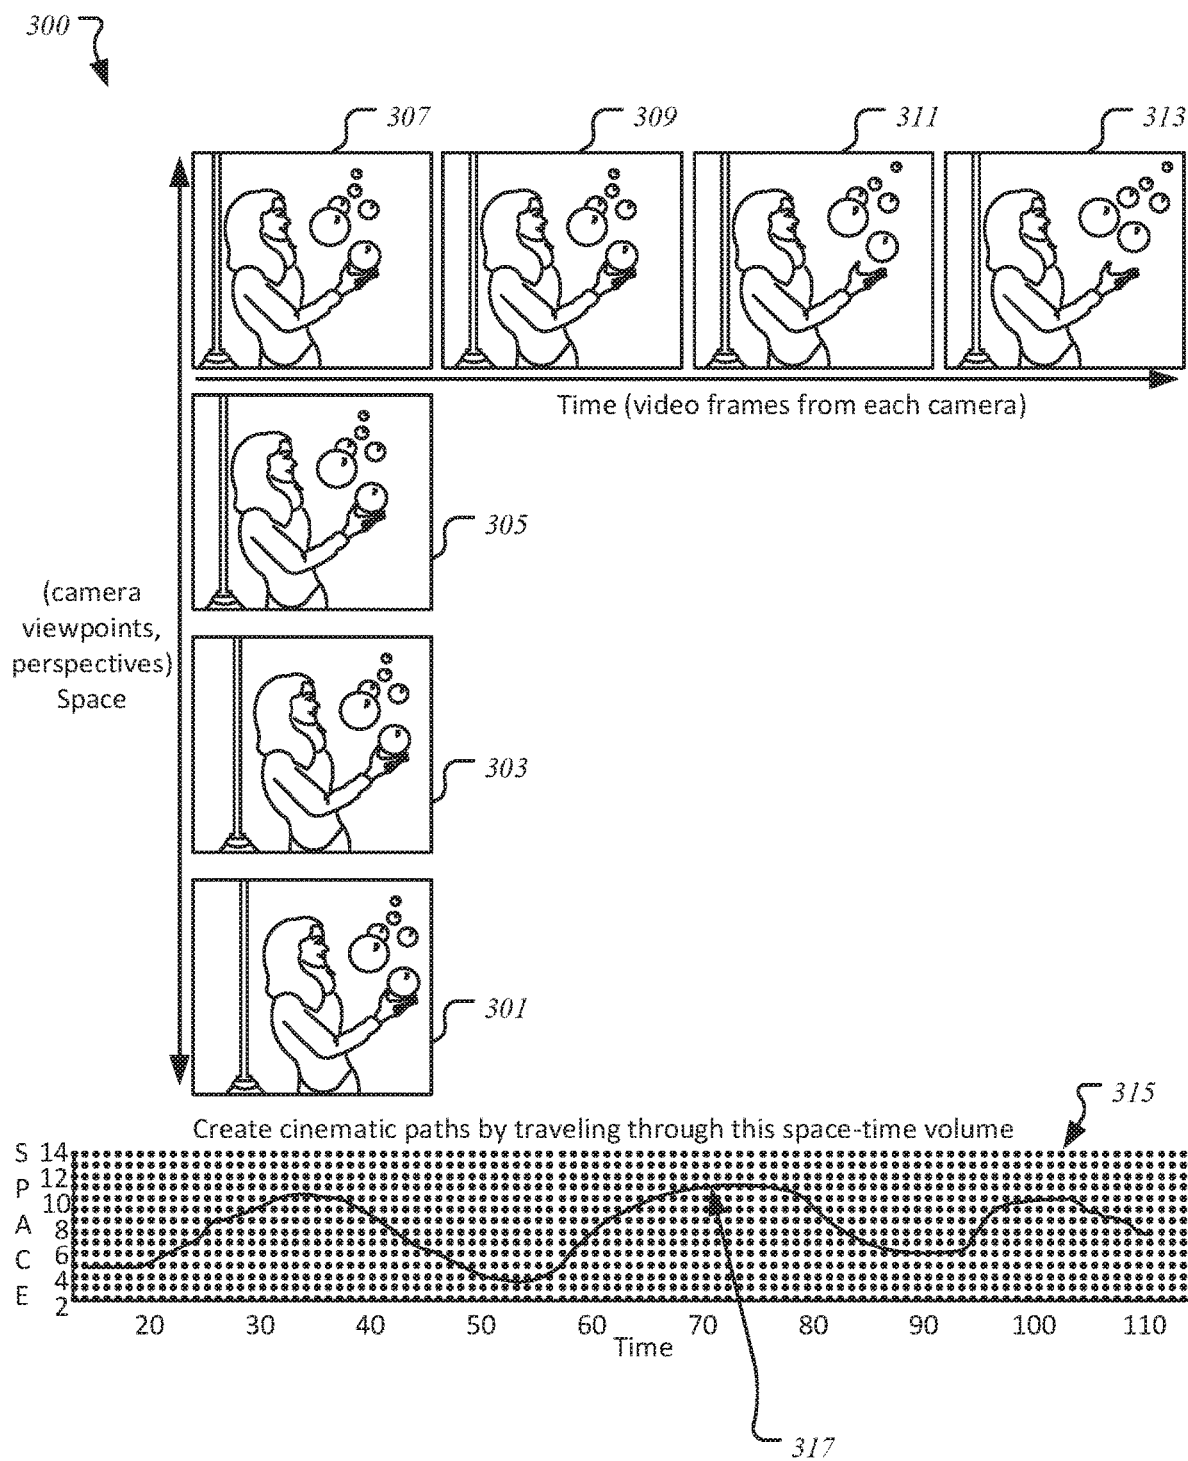 300
307
309
311
313
Time (video frames from each camera)
305
(camera
viewpoints,
perspectives)
Space
303
301
315
Create cinematic paths by traveling through this space-time volume
S 14
12
P 10
A 8
C 6
4
E 2
20 30 40 50 60 70 80 90 100 110
Time
317